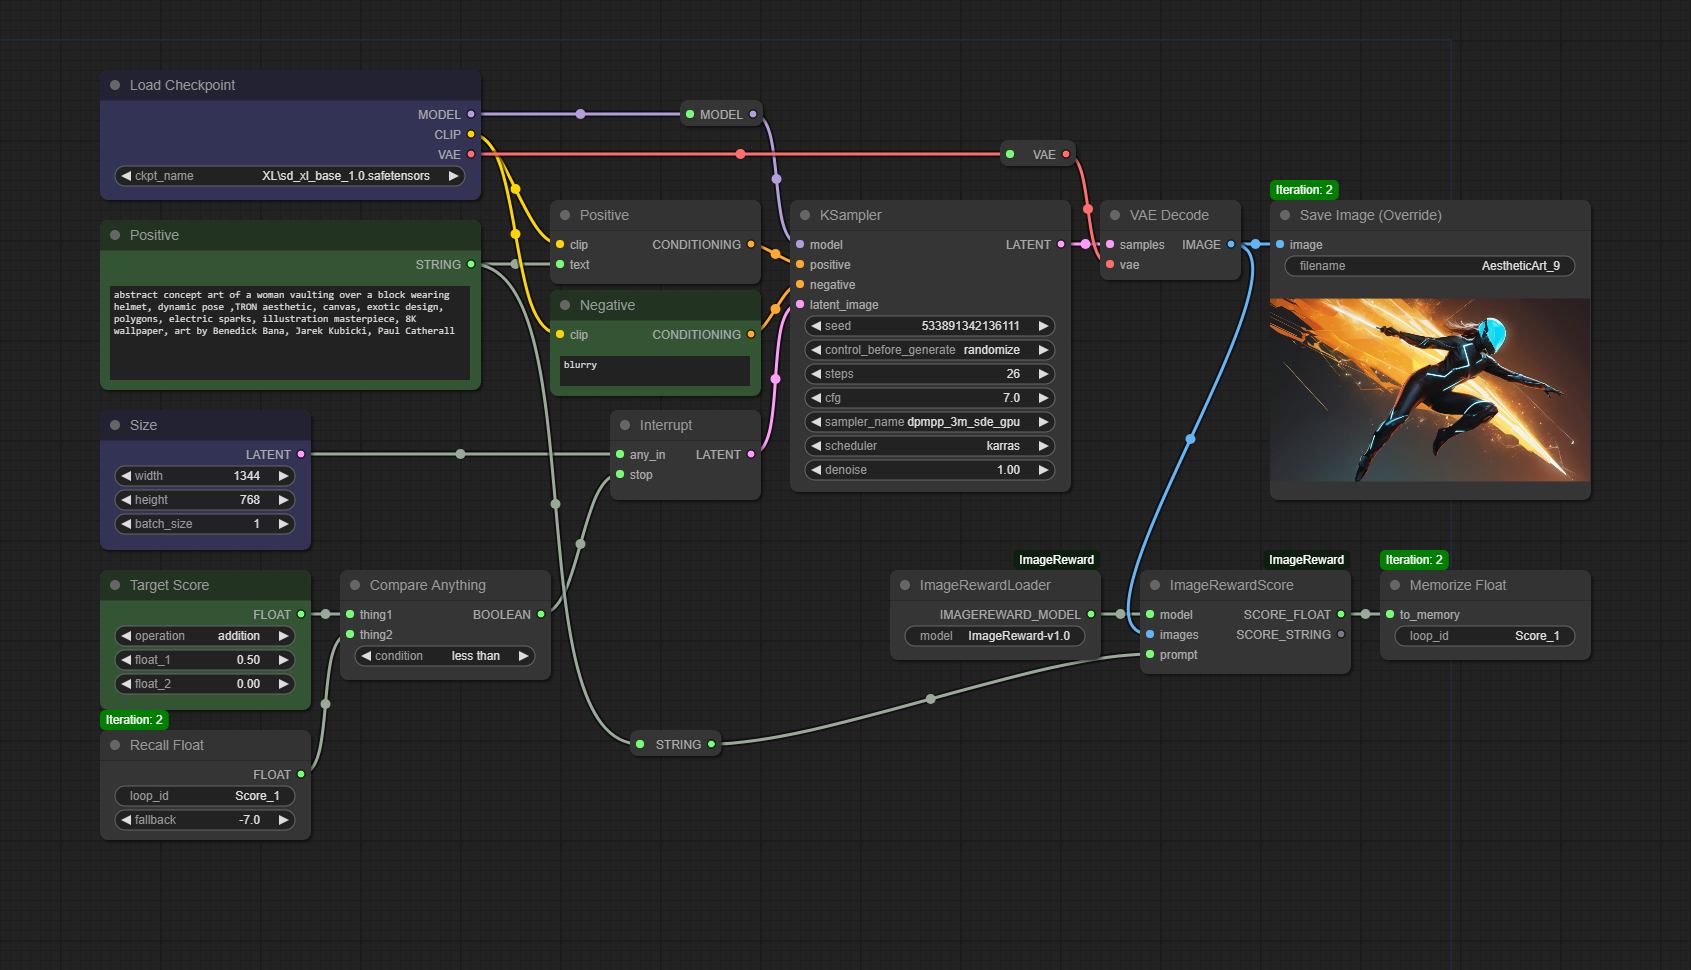 Load Checkpoint
MODEL
CLIP
VAE
ckpt_name XL\sd_xl_base_1.0.safetensors
MODEL
VAE
Positive
STRING
abstract concept art of a woman vaulting over a block wearing
helmet, dynamic pose ,TRON aesthetic, canvas, exotic design,
polygons, electric sparks, illustration masterpiece, 8K
wallpaper, art by Benedick Bana, Jarek Kubicki, Paul Catherall
Positive
clip CONDITIONING
text
Negative
clip CONDITIONING
blurry
KSampler
model LATENT
positive
negative
latent_image
seed 533891342136111
control_before_generate randomize
steps 26
cfg 7.0
sampler_name dpmpp_3m_sde_gpu
scheduler karras
denoise 1.00
VAE Decode
samples IMAGE
vae
Iteration: 2
Save Image (Override)
image
filename AestheticArt_9
Size
LATENT
width 1344
height 768
batch_size 1
Interrupt
any_in LATENT
stop
Target Score
FLOAT
operation addition
float_1 0.50
float_2 0.00
Compare Anything
thing1 BOOLEAN
thing2
condition less than
Iteration: 2
Recall Float
FLOAT
loop_id Score_1
fallback -7.0
STRING
ImageReward
ImageRewardLoader
IMAGEREWARD_MODEL
model ImageReward-v1.0
ImageReward
ImageRewardScore
model SCORE_FLOAT
images SCORE_STRING
prompt
Iteration: 2
Memorize Float
to_memory
loop_id Score_1